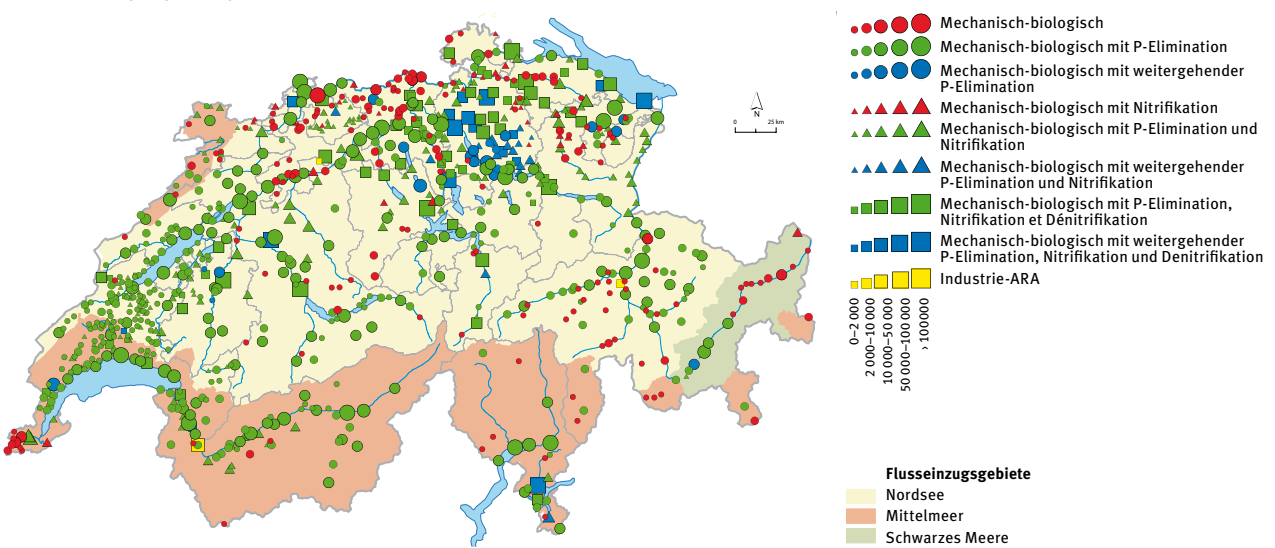 Mechanisch-biologisch
Mechanisch-biologisch mit P-Elimination
Mechanisch-biologisch mit weitergehender
P-Elimination
Mechanisch-biologisch mit Nitrifikation
Mechanisch-biologisch mit P-Elimination und
Nitrifikation
Mechanisch-biologisch mit weitergehender
P-Elimination und Nitrifikation
Mechanisch-biologisch mit P-Elimination,
Nitrifikation et Dénitrifikation
Mechanisch-biologisch mit weitergehender
P-Elimination, Nitrifikation und Denitrifikation
Industrie-ARA
0–2 000
2 000–10 000
10 000–50 000
50 000–100 000
> 100000
N
0 25 km
Flusseinzugsgebiete
Nordsee
Mittelmeer
Schwarzes Meere